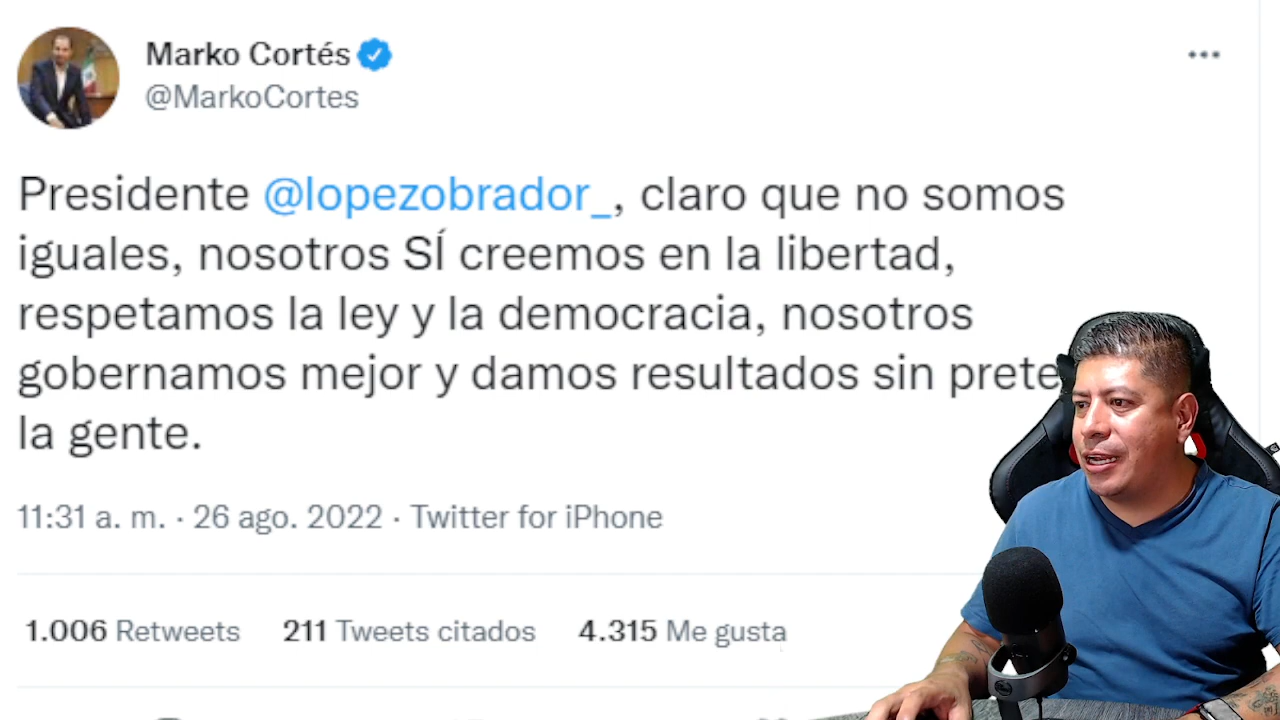 Marko Cortés
@MarkoCortes
Presidente @lopezobrador_, claro que no somos
iguales, nosotros SÍ creemos en la libertad,
respetamos la ley y la democracia, nosotros
gobernamos mejor y damos resultados sin
la gente.
11:31 a. m. · 26 ago. 2022 · Twitter for iPhone
1.006 Retweets 211 Tweets citados 4.315 Me gusta